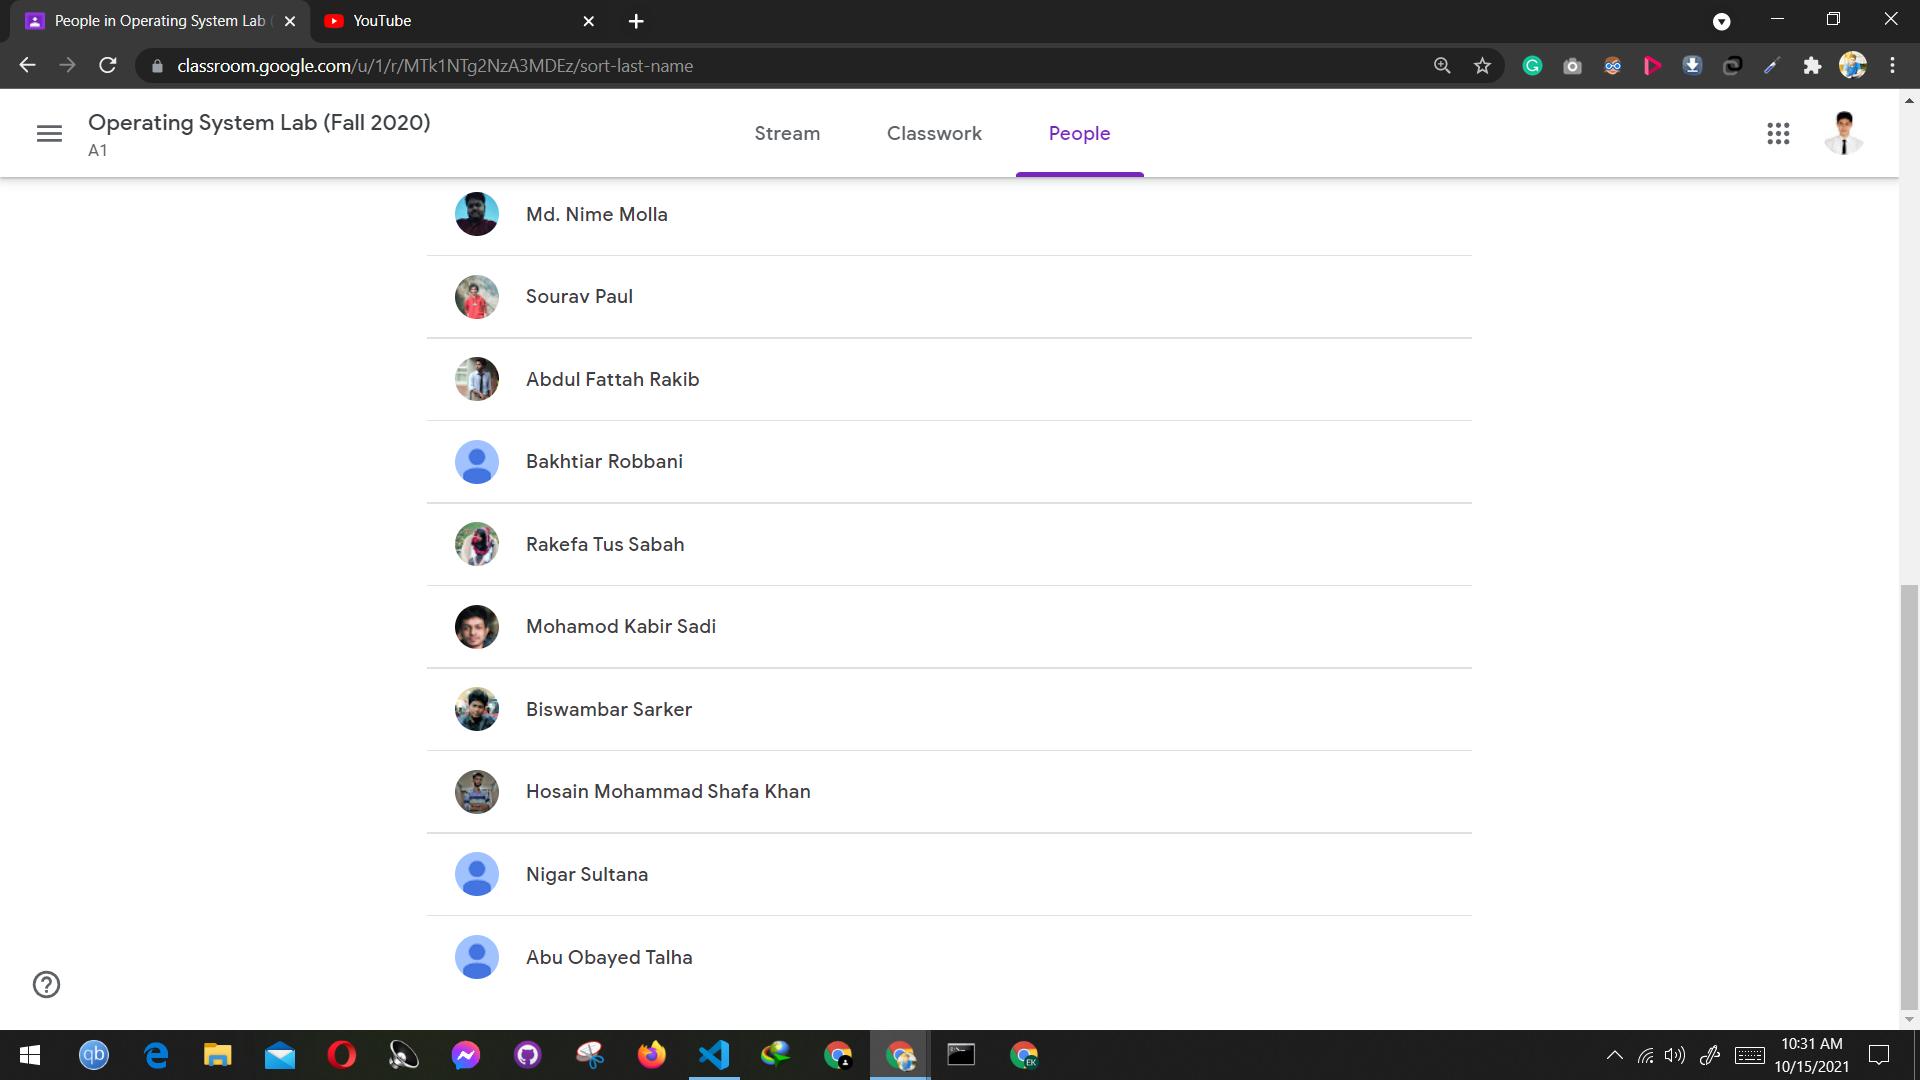 People in Operating System Lab (
YouTube
classroom.google.com/u/1/r/MTk1NTg2NzA3MDEz/sort-last-name
Operating System Lab (Fall 2020)
A1
Stream
Classwork
People
Md. Nime Molla
Sourav Paul
Abdul Fattah Rakib
Bakhtiar Robbani
Rakefa Tus Sabah
Mohamod Kabir Sadi
Biswambar Sarker
Hosain Mohammad Shafa Khan
Nigar Sultana
Abu Obayed Talha
qb
EK
10:31 AM
10/15/2021